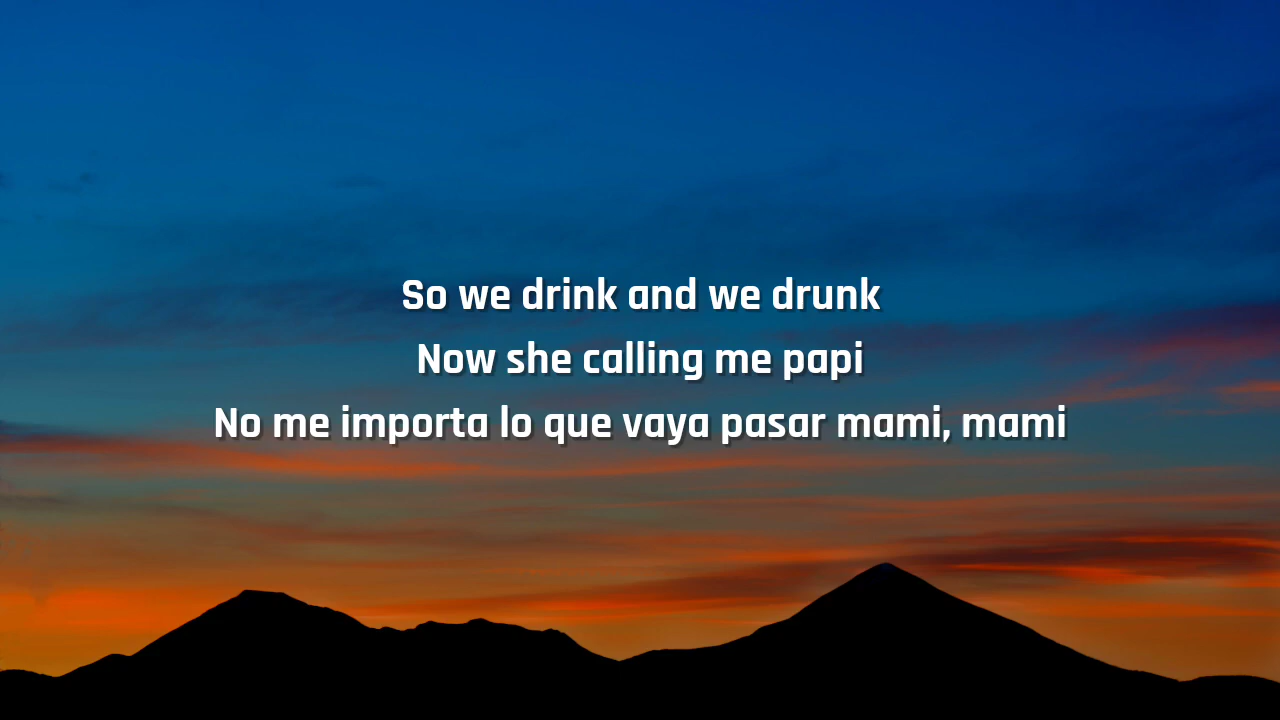 So we drink and we drunk
Now she calling me papi
No me importa lo que vaya pasar mami, mami